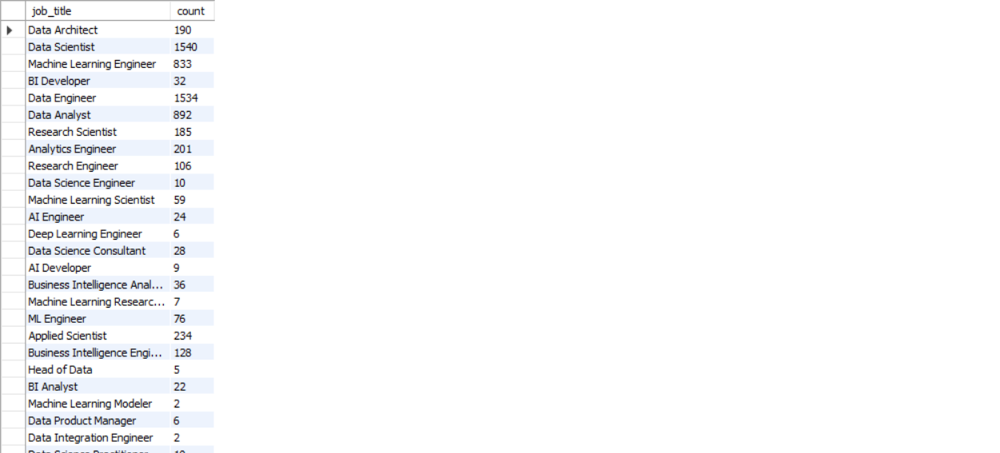 job_title count
Data Architect 190
Data Scientist 1540
Machine Learning Engineer 833
BI Developer 32
Data Engineer 1534
Data Analyst 892
Research Scientist 185
Analytics Engineer 201
Research Engineer 106
Data Science Engineer 10
Machine Learning Scientist 59
AI Engineer 24
Deep Learning Engineer 6
Data Science Consultant 28
AI Developer 9
Business Intelligence Anal... 36
Machine Learning Researc... 7
ML Engineer 76
Applied Scientist 234
Business Intelligence Engi... 128
Head of Data 5
BI Analyst 22
Machine Learning Modeler 2
Data Product Manager 6
Data Integration Engineer 2
Data Science Practitioner